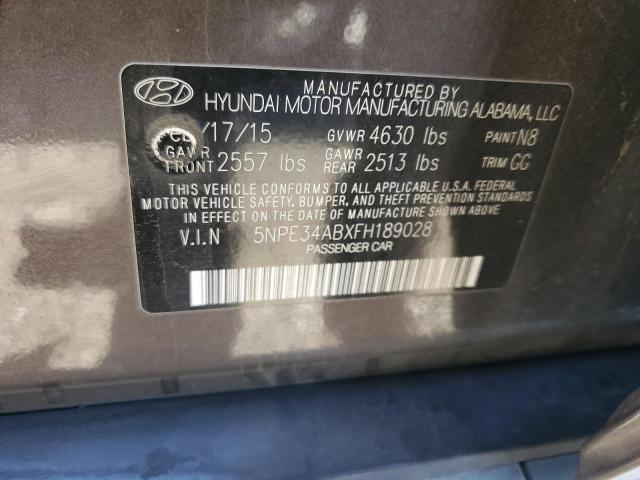 MANUFACTURED BY
HYUNDAI MOTOR MANUFACTURING ALABAMA, LLC
/17/15 GVWR 4630 lbs PAINT N8
GAWR FRONT 2557 lbs GAWR REAR 2513 lbs TRIM GG
THIS VEHICLE CONFORMS TO ALL APPLICABLE U.S.A. FEDERAL
MOTOR VEHICLE SAFETY, BUMPER, AND THEFT PREVENTION STANDARDS
IN EFFECT ON THE DATE OF MANUFACTURE SHOWN ABOVE
V.I.N 5NPE34ABXFH189028
PASSENGER CAR